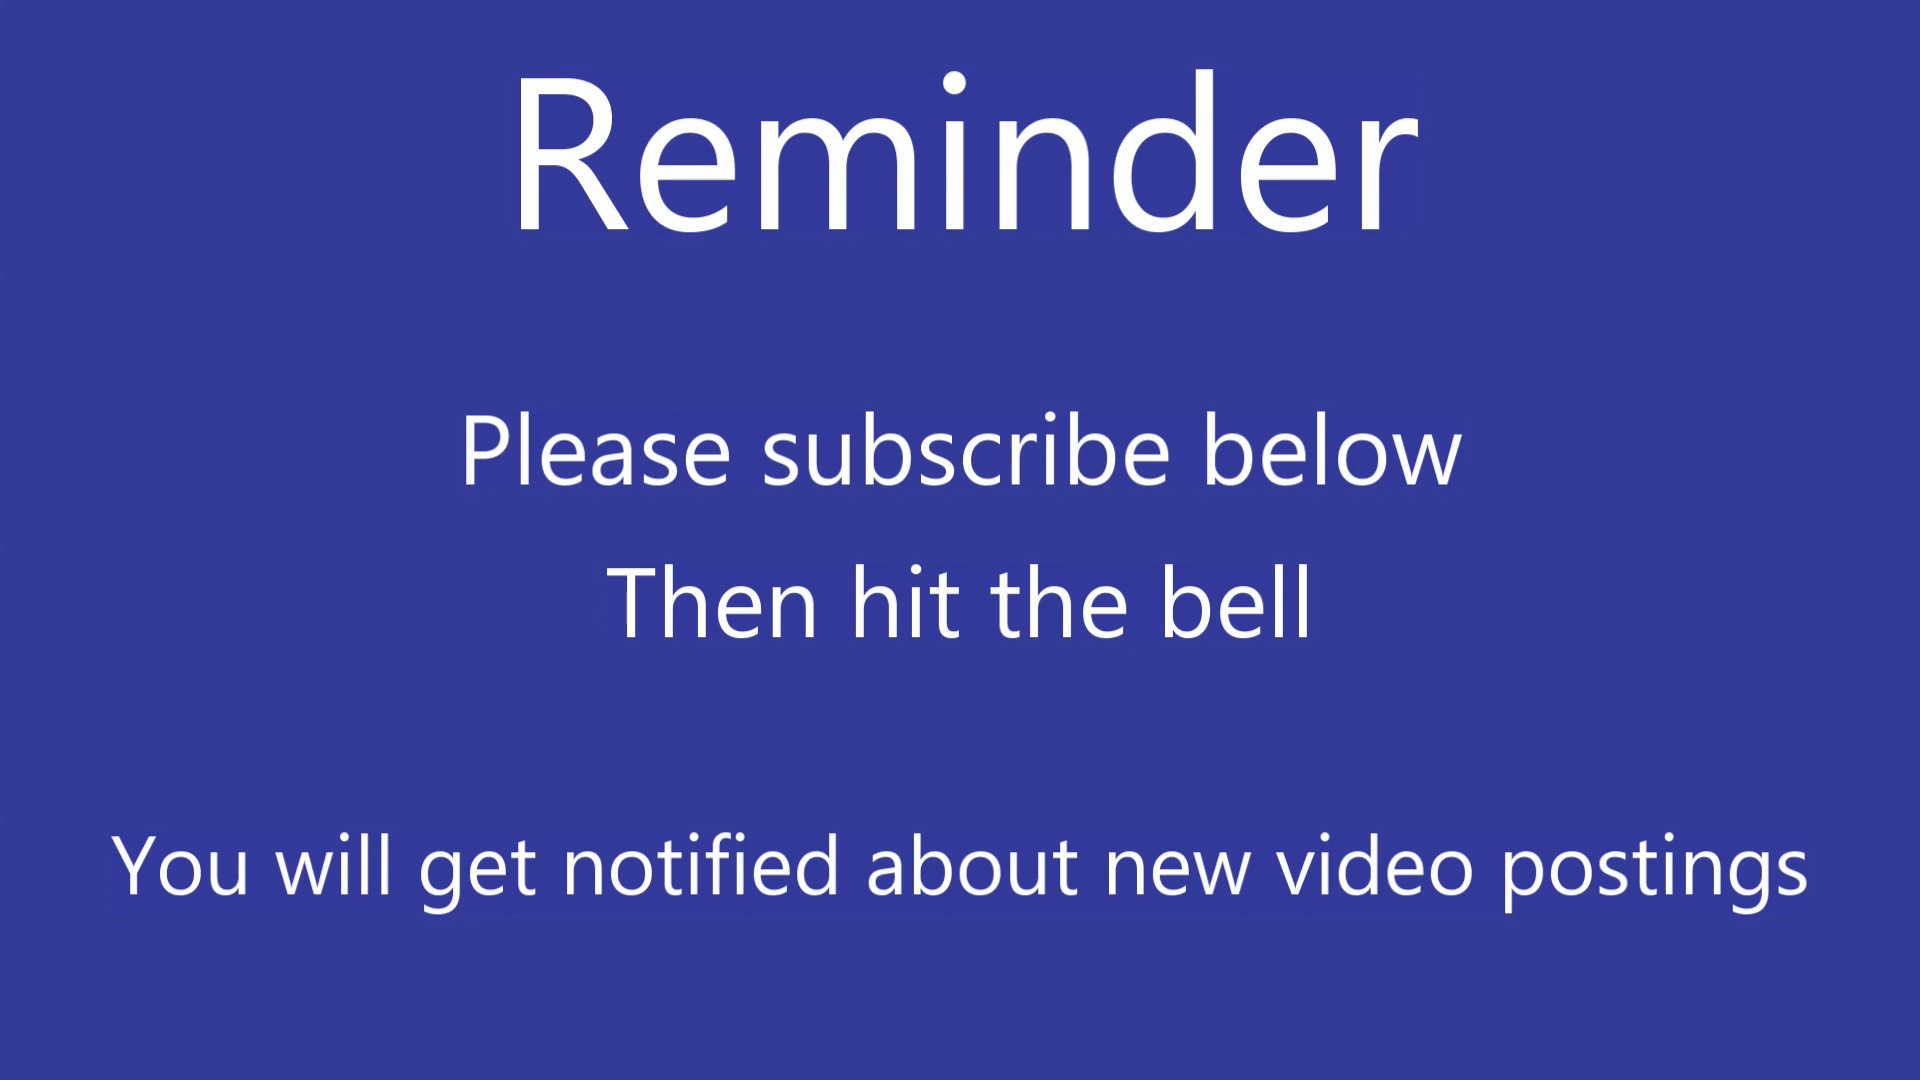 Reminder
Please subscribe below
Then hit the bell
You will get notified about new video postings